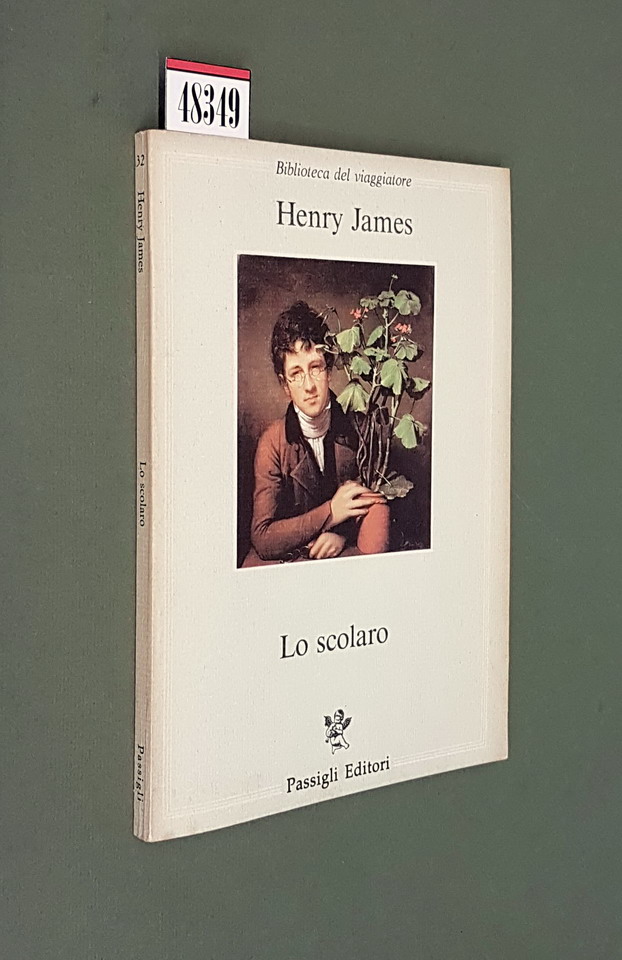 48349
Biblioteca del viaggiatore
Henry James
Lo scolaro
Passigli Editori
32
Henry James
Lo scolaro
Passigli